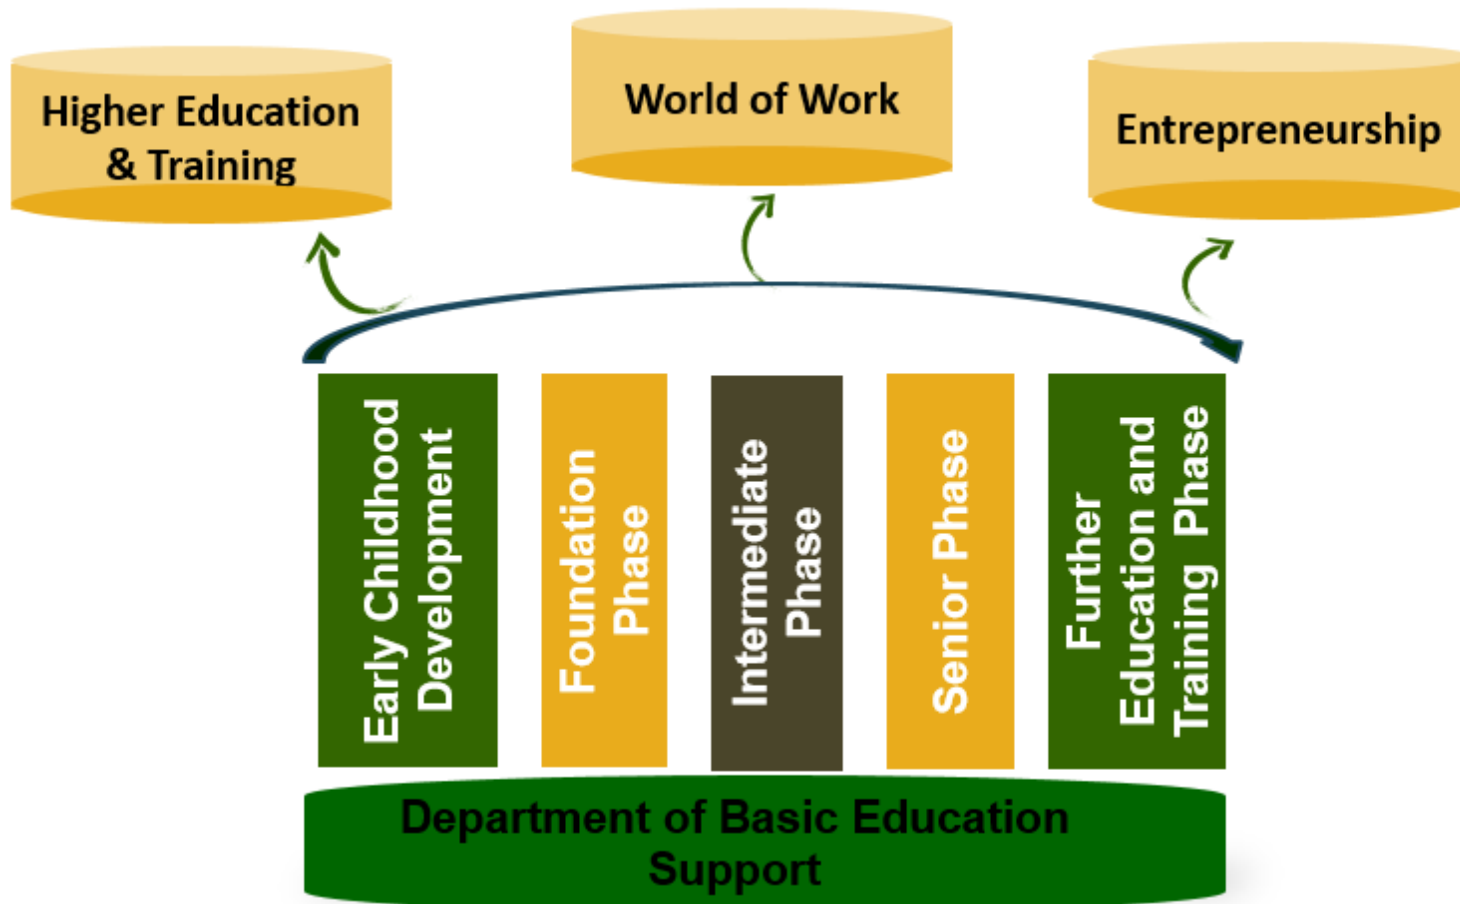 Higher Education
& Training
World of Work
Entrepreneurship
Early Childhood
Development
Foundation
Phase
Intermediate
Phase
Senior Phase
Further
Education and
Training Phase
Department of Basic Education
Support